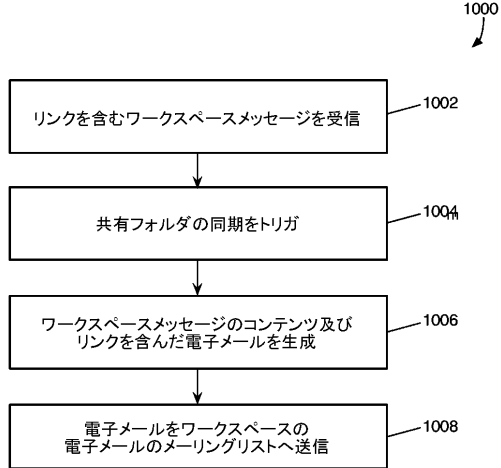 1000
リンクを含むワークスペースメッセージを受信
1002
共有フォルダの同期をトリガ
1004
ワークスペースメッセージのコンテンツ及び
リンクを含んだ電子メールを生成
1006
電子メールをワークスペースの
電子メールのメーリングリストへ送信
1008